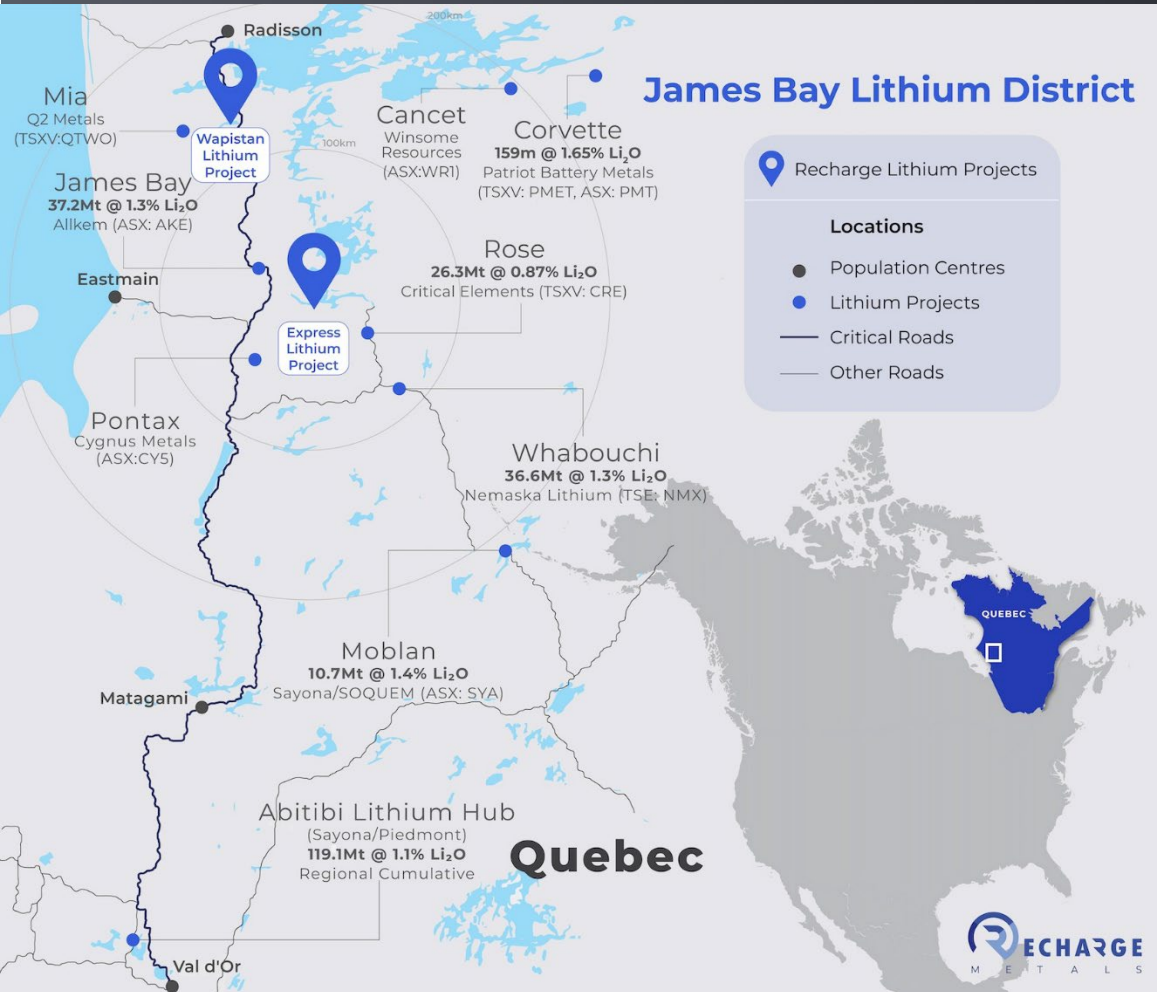 200km
Radisson
James Bay Lithium District
Mia
Q2 Metals
(TSXV:QTWO)
Wapistan
Lithium
Project
100km
Cancet
Winsome
Resources
(ASX:WR1)
Corvette
159m @ 1.65% Li₂O
Patriot Battery Metals
(TSXV: PMET, ASX: PMT)
Recharge Lithium Projects
Locations
Population Centres
Lithium Projects
Critical Roads
Other Roads
James Bay
37.2Mt @ 1.3% Li₂O
Allkem (ASX: AKE)
Eastmain
Rose
26.3Mt @ 0.87% Li₂O
Critical Elements (TSXV: CRE)
Express
Lithium
Project
Pontax
Cygnus Metals
(ASX:CY5)
Whabouchi
36.6Mt @ 1.3% Li₂O
Nemaska Lithium (TSE: NMX)
QUEBEC
Moblan
10.7Mt @ 1.4% Li₂O
Sayona/SOQUEM (ASX: SYA)
Matagami
Abitibi Lithium Hub
(Sayona/Piedmont)
119.1Mt @ 1.1% Li₂O
Regional Cumulative
Quebec
Val d'Or
RECHARGE
METALS